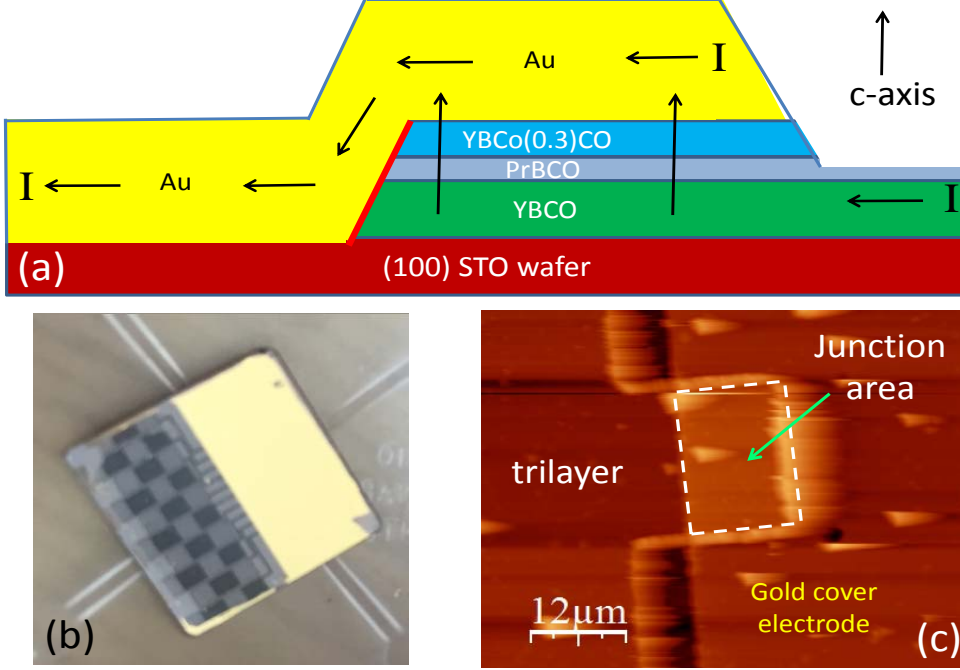 Au
I
c-axis
YBCo(0.3)CO
PrBCO
I
Au
YBCO
I
(a)
(100) STO wafer
(b)
Junction
area
trilayer
12µm
Gold cover
electrode
(c)